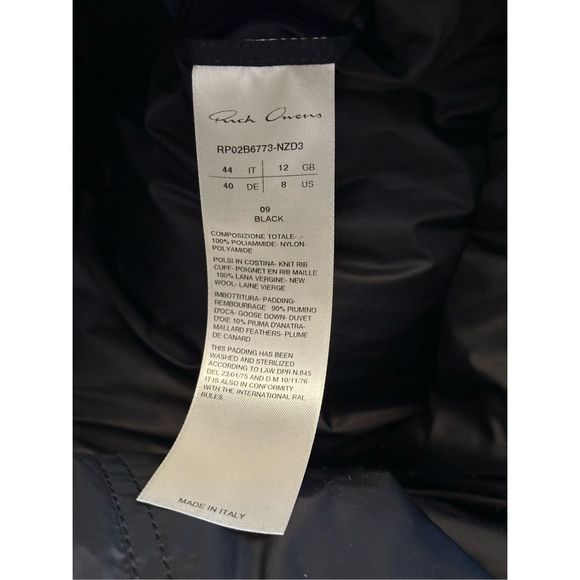 Rick Owens
RP02B6773-NZD3
44 IT 12 GB
40 DE 8 US
09
BLACK
COMPOSIZIONE TOTALE- .-
100% POLIAMMIDE- NYLON-
POLYAMIDE
POLSI IN COSTINA- KNIT RIB
CUFF- POIGNET EN RIB MAILLE
100% LANA VERGINE- NEW
WOOL- LAINE VIERGE
IMBOTTITURA- PADDING-
REMBOURRAGE 90% PIUMINO
D'OCA- GOOSE DOWN- DUVET
D'OIE 10% PIUMA D'ANATRA-
MALLARD FEATHERS- PLUME
DE CANARD
THIS PADDING HAS BEEN
WASHED AND STERILIZED
ACCORDING TO LAW. DPR N.845
DEL 23/01/75 AND D M 10/11/76
IT IS ALSO IN CONFORMITY
WITH THE INTERNATIONAL RAL
RULES.
MADE IN ITALY